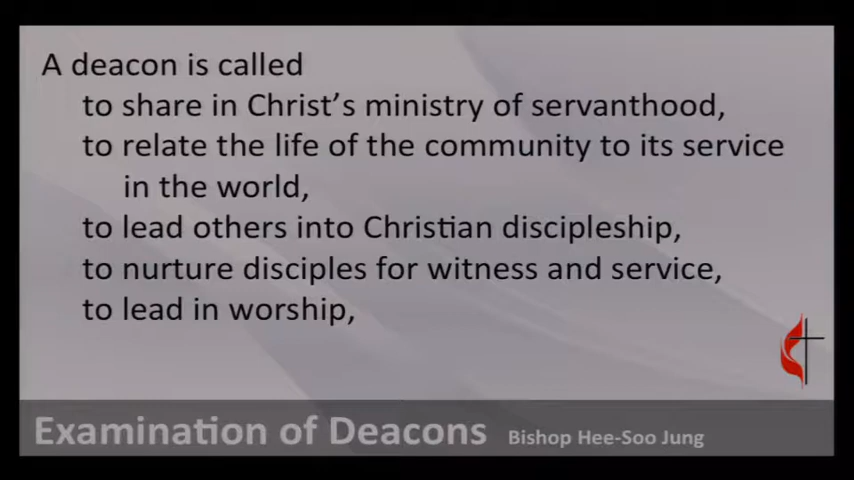 A deacon is called
to share in Christ's ministry of servanthood,
to relate the life of the community to its service
in the world,
to lead others into Christian discipleship,
to nurture disciples for witness and service,
to lead in worship,
Examination of Deacons Bishop Hee-Soo Jung